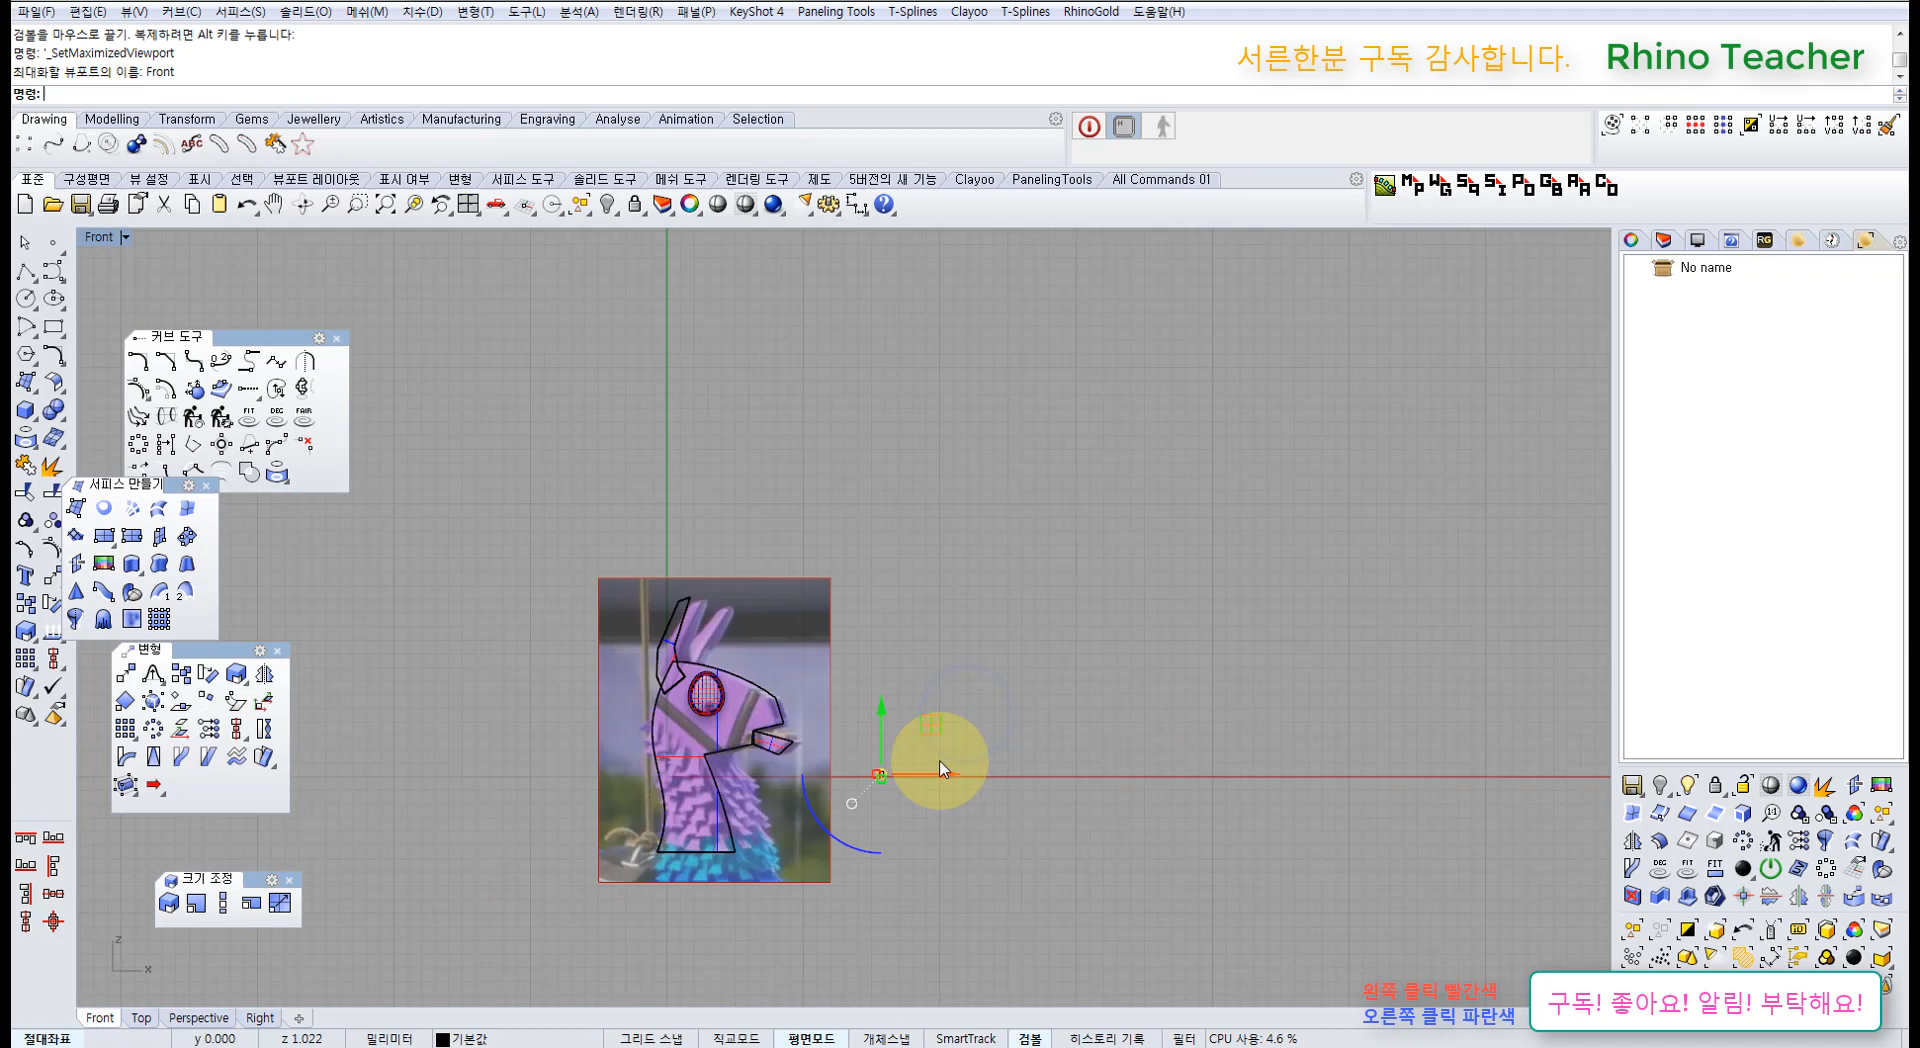 파일(F) 편집(E) 뷰(V) 커브(C) 서피스(S) 솔리드(O) 메쉬(M) 치수(D) 변형(T) 도구(L) 분석(A) 렌더링(R) 패널(P) KeyShot 4 Paneling Tools T-Splines Clayoo T-Splines RhinoGold 도움말(H)
검볼을 마우스로 끌기. 복제하려면 Alt 키를 누릅니다:
명령: '_SetMaximizedViewport
최대화할 뷰포트의 이름: Front
명령:
서른한분 구독 감사합니다. Rhino Teacher
Drawing Modelling Transform Gems Jewellery Artistics Manufacturing Engraving Analyse Animation Selection
표준 구성평면 뷰 설정 표시 선택 뷰포트 레이아웃 표시 여부 변형 서피스 도구 솔리드 도구 메쉬 도구 렌더링 도구 제도 5버전의 새 기능 Clayoo PanelingTools All Commands 01
Front
No name
커브 도구
FIT DEG FAIR
서피스 만들기
변형
크기 조정
z
x
DEG FIT FIT
왼쪽 클릭 빨간색
오른쪽 클릭 파란색
구독! 좋아요! 알림! 부탁해요!
Front Top Perspective Right
절대좌표 y 0.000 z 1.022 밀리미터 기본값 그리드 스냅 직교모드 평면모드 개체스냅 SmartTrack 검볼 히스토리 기록 필터 CPU 사용: 4.6 %